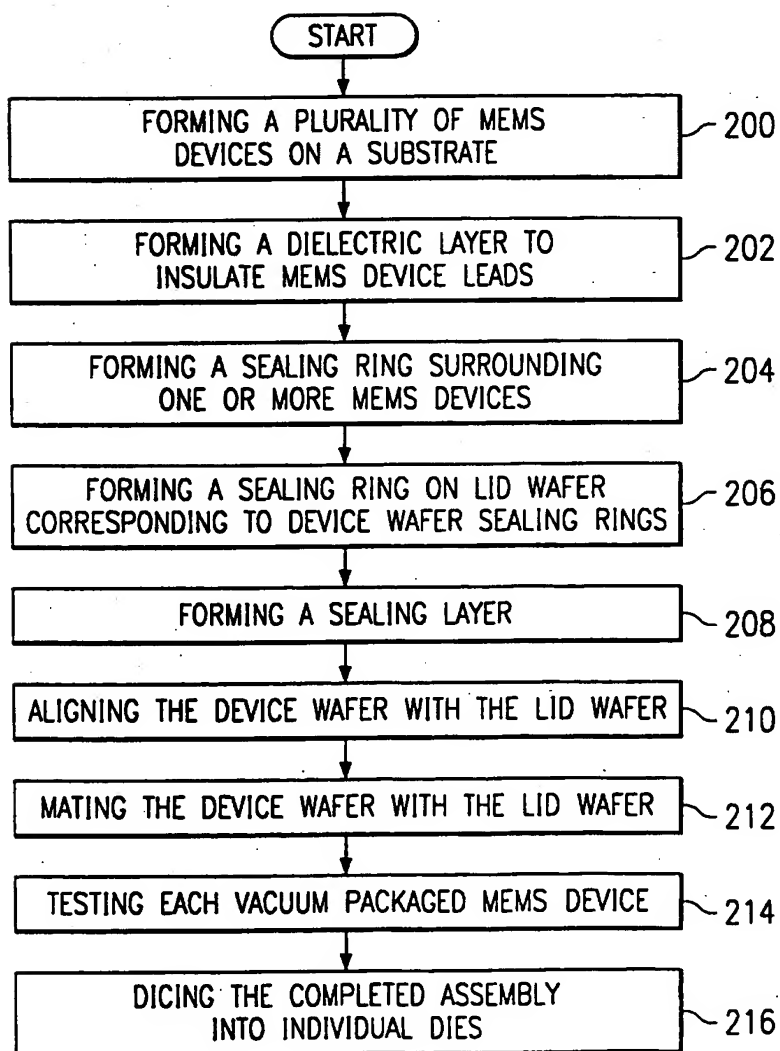 START
FORMING A PLURALITY OF MEMS
DEVICES ON A SUBSTRATE
200
FORMING A DIELECTRIC LAYER TO
INSULATE MEMS DEVICE LEADS
202
FORMING A SEALING RING SURROUNDING
ONE OR MORE MEMS DEVICES
204
FORMING A SEALING RING ON LID WAFER
CORRESPONDING TO DEVICE WAFER SEALING RINGS
206
FORMING A SEALING LAYER
208
ALIGNING THE DEVICE WAFER WITH THE LID WAFER
210
MATING THE DEVICE WAFER WITH THE LID WAFER
212
TESTING EACH VACUUM PACKAGED MEMS DEVICE
214
DICING THE COMPLETED ASSEMBLY
INTO INDIVIDUAL DIES
216